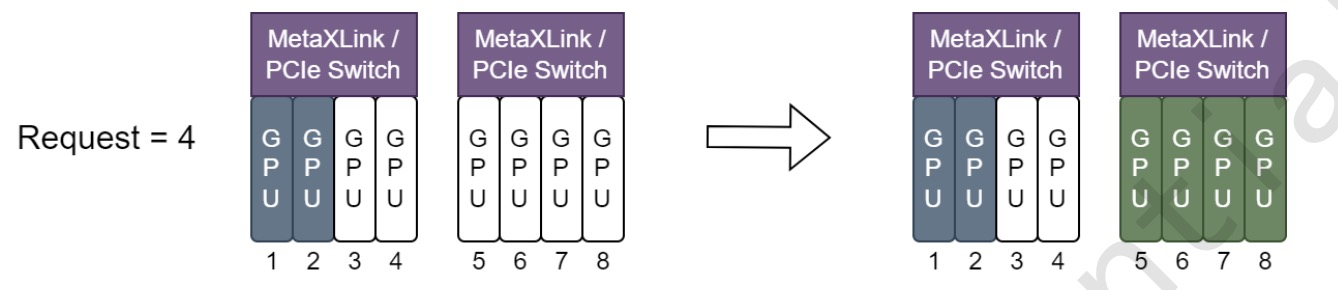 MetaXLink /
PCIe Switch
MetaXLink /
PCIe Switch
Request = 4
GPU GPU GPU GPU
GPU GPU GPU GPU
1 2 3 4
5 6 7 8
MetaXLink /
PCIe Switch
MetaXLink /
PCIe Switch
GPU GPU GPU GPU
GPU GPU GPU GPU
1 2 3 4
5 6 7 8